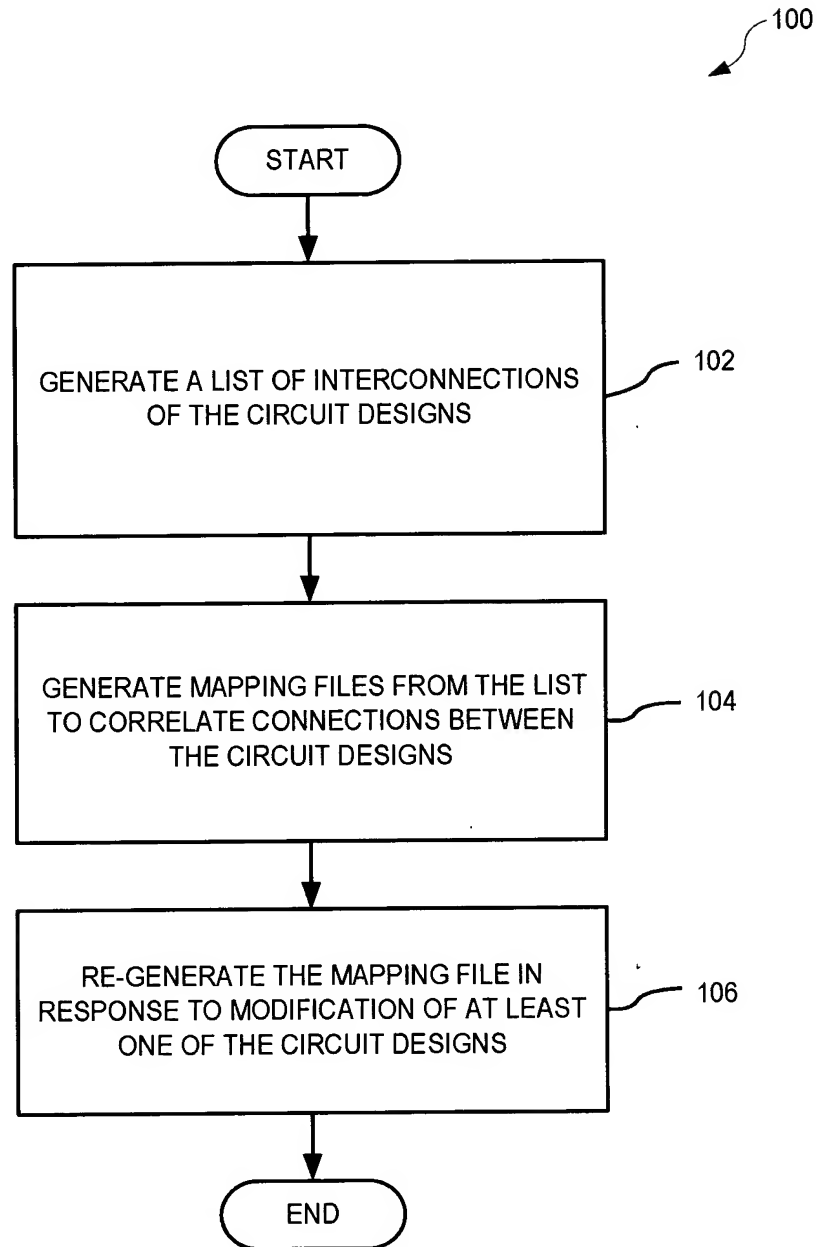 100
START
GENERATE A LIST OF INTERCONNECTIONS
OF THE CIRCUIT DESIGNS
102
GENERATE MAPPING FILES FROM THE LIST
TO CORRELATE CONNECTIONS BETWEEN
THE CIRCUIT DESIGNS
104
RE-GENERATE THE MAPPING FILE IN
RESPONSE TO MODIFICATION OF AT LEAST
ONE OF THE CIRCUIT DESIGNS
106
END